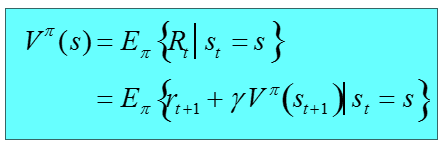 V^π(s) = E_π{R_t | s_t = s}
= E_π{r_{t+1} + γV^π(s_{t+1}) | s_t = s}